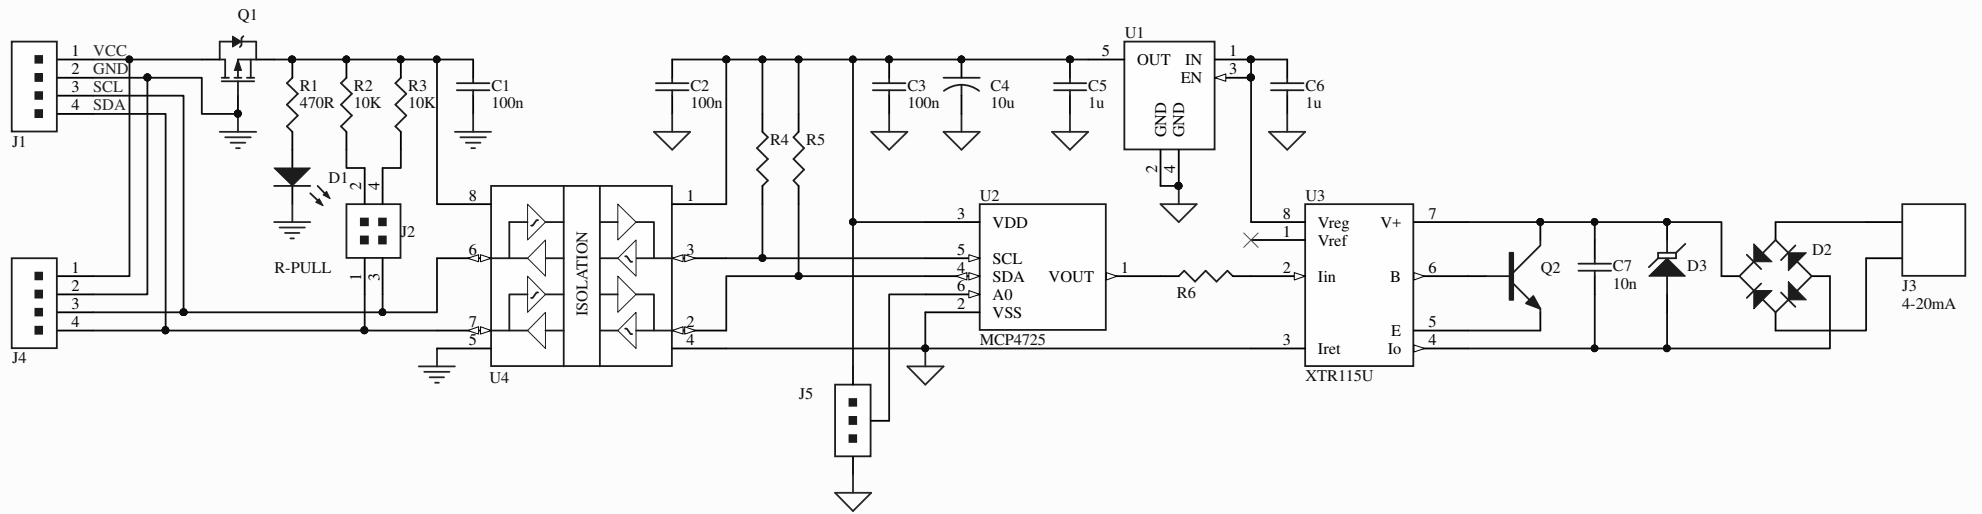 Q1
J1
1 VCC
2 GND
3 SCL
4 SDA
R1
470R
R2
10K
R3
10K
C1
100n
D1
2
4
J2
R-PULL
1
3
J4
1
2
3
4
8
6
7
5
ISOLATION
U4
1
3
2
4
C2
100n
R4
R5
C3
100n
C4
10u
C5
1u
U1
5
OUT
IN
EN
1
3
GND
GND
2
4
C6
1u
U2
3 VDD
5 SCL
4 SDA
6 A0
2 VSS
VOUT 1
MCP4725
J5
R6
U3
8 Vreg
1 Vref
2 Iin
3 Iret
V+ 7
B 6
E 5
Io 4
XTR115U
Q2
C7
10n
D3
D2
J3
4-20mA